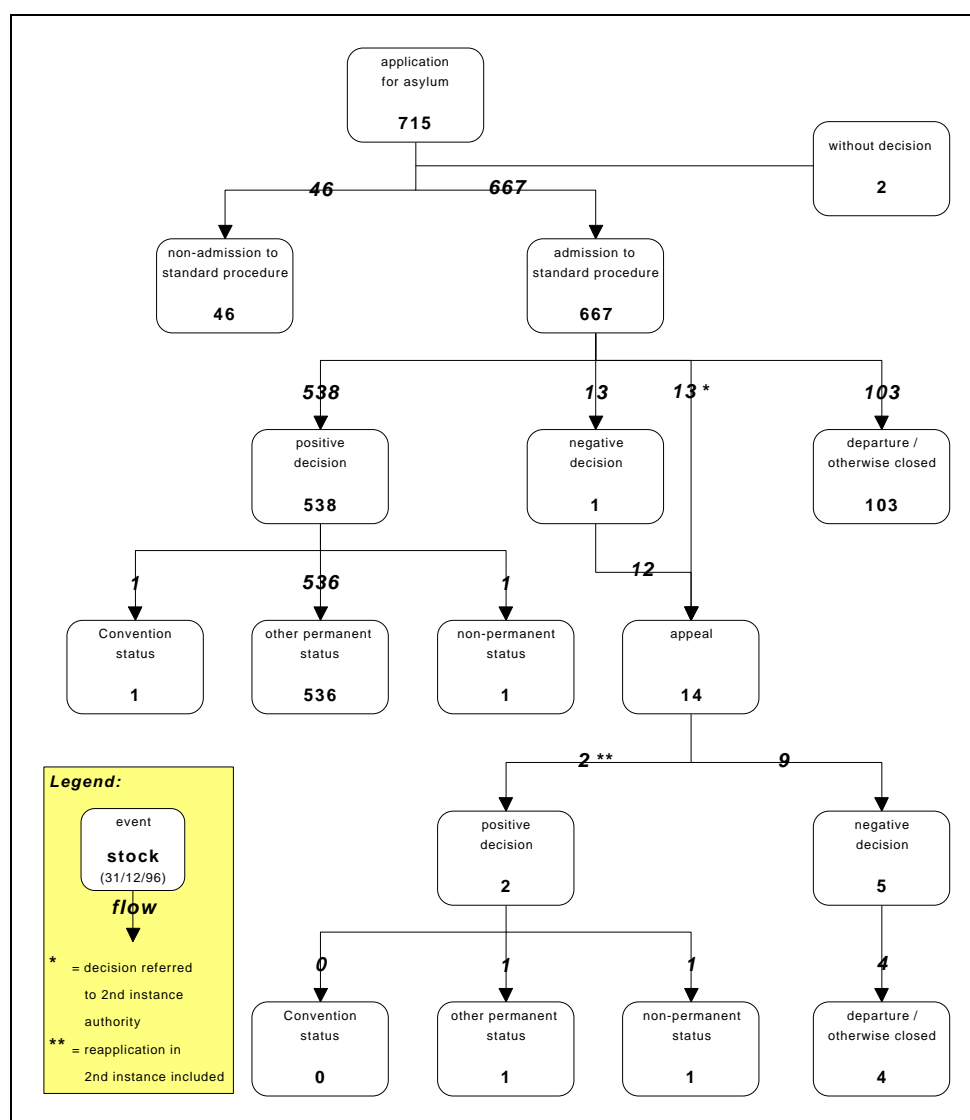 application
for asylum
715
without decision
2
46
667
non-admission to
standard procedure
46
admission to
standard procedure
667
538
13
13 *
103
positive
decision
538
negative
decision
1
departure /
otherwise closed
103
12
1
536
1
Convention
status
1
other permanent
status
536
non-permanent
status
1
appeal
14
2 **
9
positive
decision
2
negative
decision
5
0
1
1
4
Convention
status
0
other permanent
status
1
non-permanent
status
1
departure /
otherwise closed
4
Legend:
event
stock
(31/12/96)
flow
* = decision referred
to 2nd instance
authority
** = reapplication in
2nd instance included